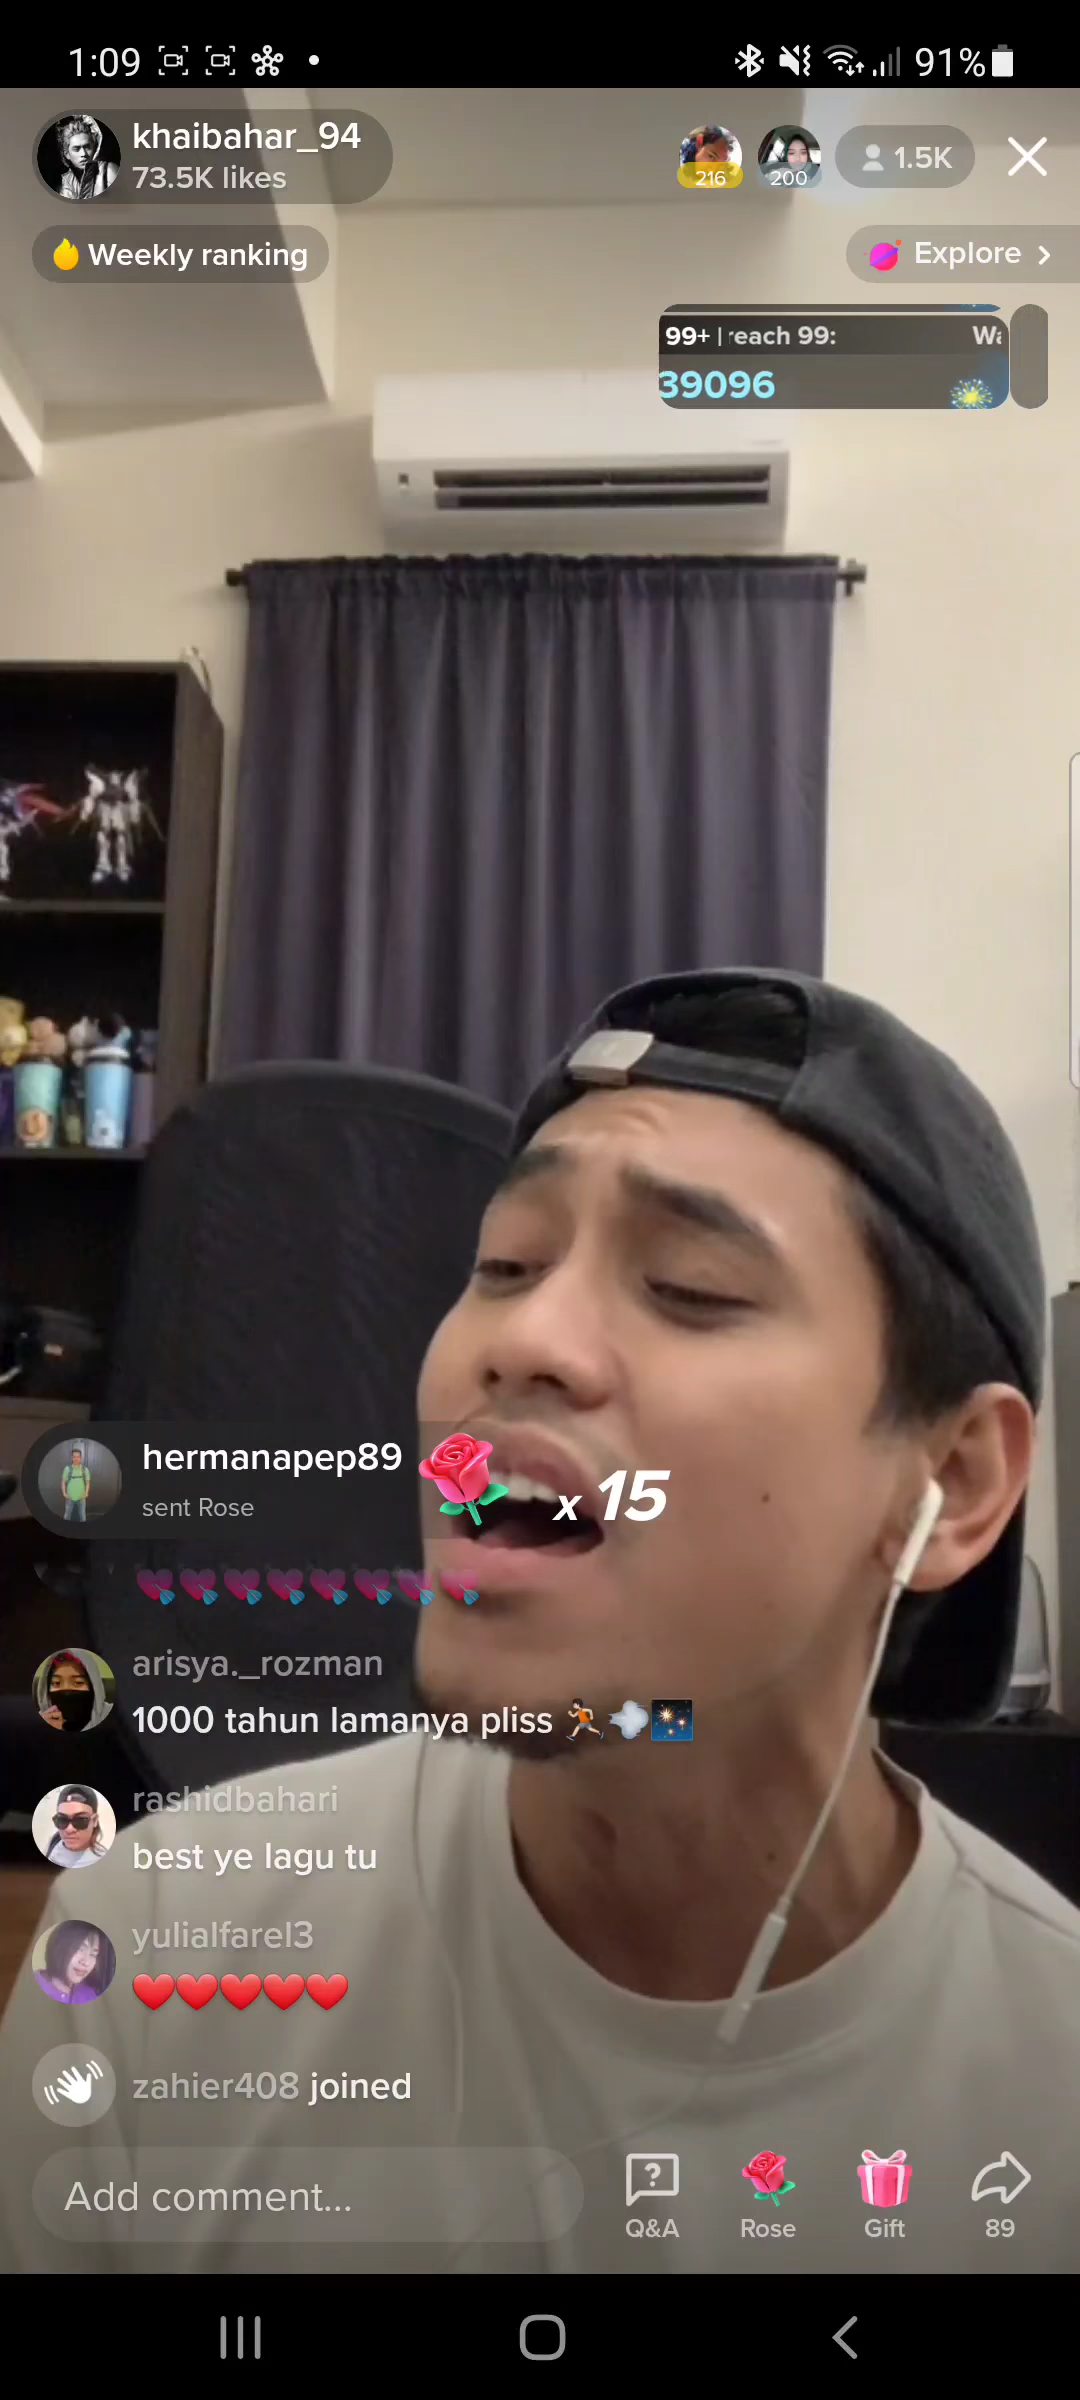 1:09
91%
khaibahar_94
73.5K likes
216
200
1.5K
Weekly ranking
Explore
99+ | reach 99:
39096
hermanapep89
sent Rose
x 15
arisya._rozman
1000 tahun lamanya pliss 🏃💨🎇
rashidbahari
best ye lagu tu
yulialfarel3
❤️❤️❤️❤️❤️
zahier408 joined
Add comment...
Q&A
Rose
Gift
89